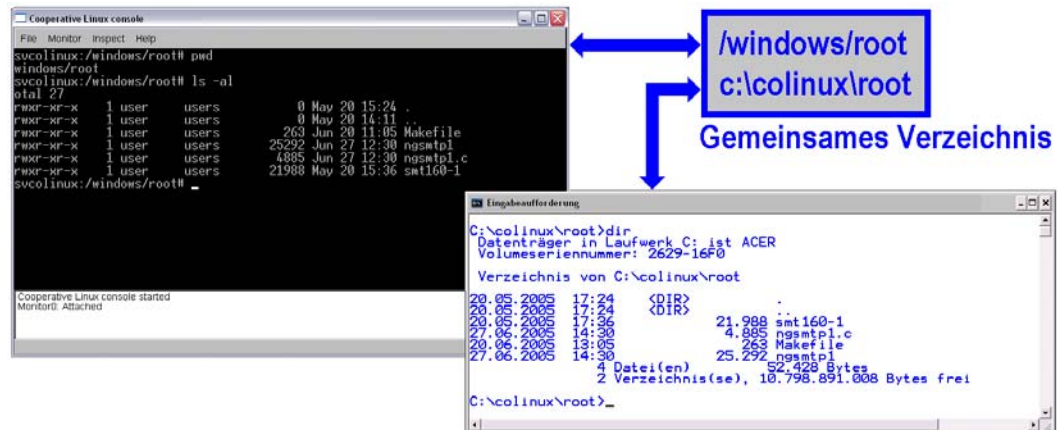 Cooperative Linux console
File Monitor Inspect Help
svcolinux:/windows/root# pwd
windows/root
svcolinux:/windows/root# ls -al
otal 27
rwxr-xr-x 1 user users 0 May 20 15:24 .
rwxr-xr-x 1 user users 0 May 20 14:11 ..
rwxr-xr-x 1 user users 263 Jun 20 11:05 Makefile
rwxr-xr-x 1 user users 25292 Jun 27 12:30 ngsmtp1
rwxr-xr-x 1 user users 4885 Jun 27 12:30 ngsmtp1.c
rwxr-xr-x 1 user users 21988 May 20 15:36 smt160-1
svcolinux:/windows/root# _
Cooperative Linux console started
Monitor0: Attached
/windows/root
c:\colinux\root
Gemeinsames Verzeichnis
Eingabeaufforderung
C:\colinux\root>dir
Datenträger in Laufwerk C: ist ACER
Volumeseriennummer: 2629-16F0
Verzeichnis von C:\colinux\root
20.05.2005 17:24 <DIR> .
20.05.2005 17:24 <DIR> ..
20.05.2005 17:36 21.988 smt160-1
27.06.2005 14:30 4.885 ngsmtp1.c
20.06.2005 13:05 263 Makefile
27.06.2005 14:30 25.292 ngsmtp1
4 Datei(en) 52.428 Bytes
2 Verzeichnis(se), 10.798.891.008 Bytes frei
C:\colinux\root>_